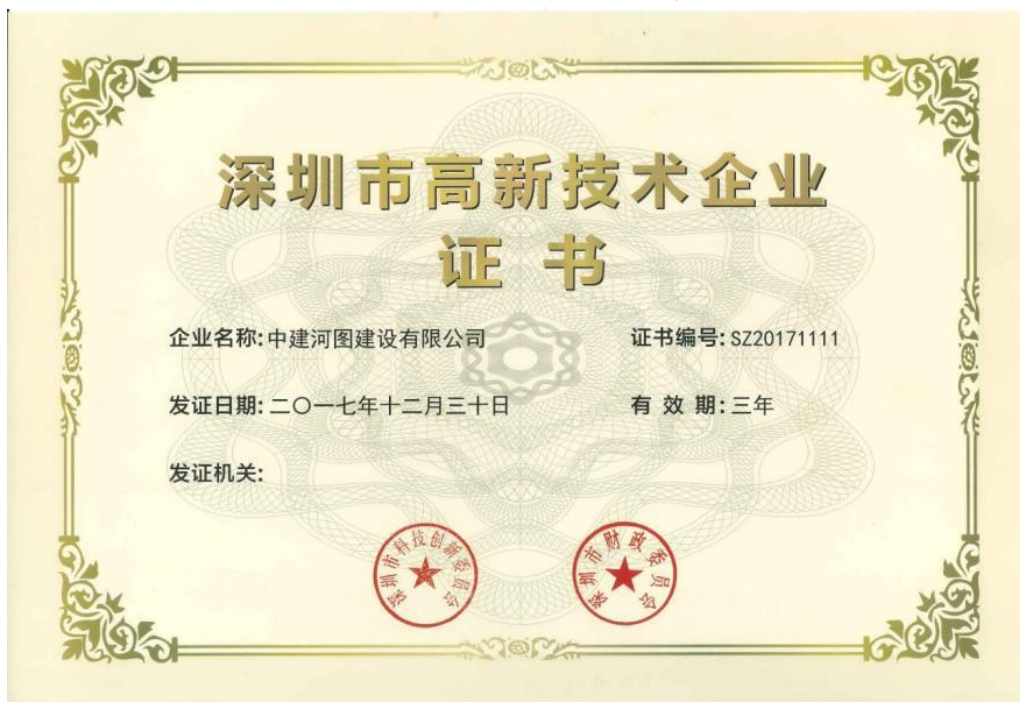 深圳市高新技术企业
证书
企业名称:中建河图建设有限公司 证书编号:SZ20171111
发证日期:二〇一七年十二月三十日 有效期:三年
发证机关:
深圳市科技创新委员会
深圳市财政委员会